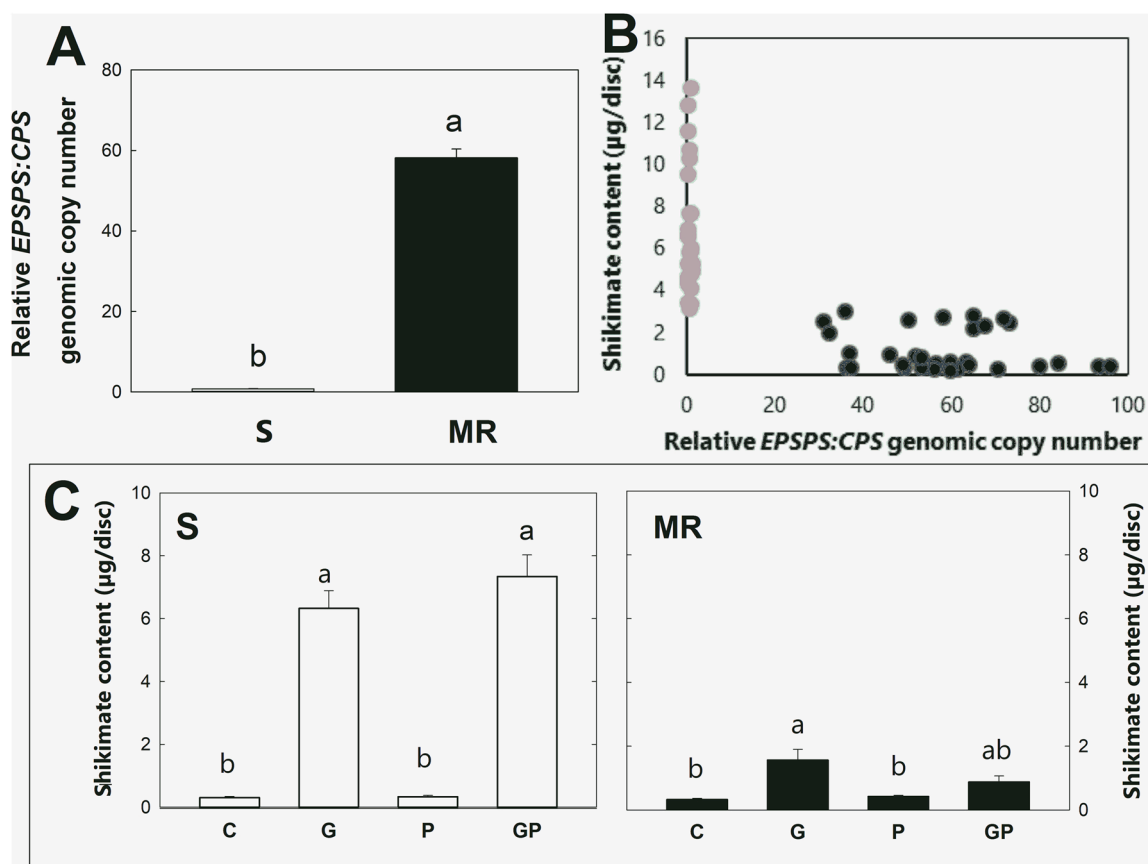 A
Relative EPSPS:CPS
genomic copy number
80
60
40
20
0
b
a
S
MR
B
Shikimate content (µg/disc)
16
14
12
10
8
6
4
2
0
0 20 40 60 80 100
Relative EPSPS:CPS genomic copy number
C
Shikimate content (µg/disc)
10
8
6
4
2
0
S
b
a
b
a
C G P GP
MR
b
a
b
ab
C G P GP
10
8
6
4
2
0
Shikimate content (µg/disc)